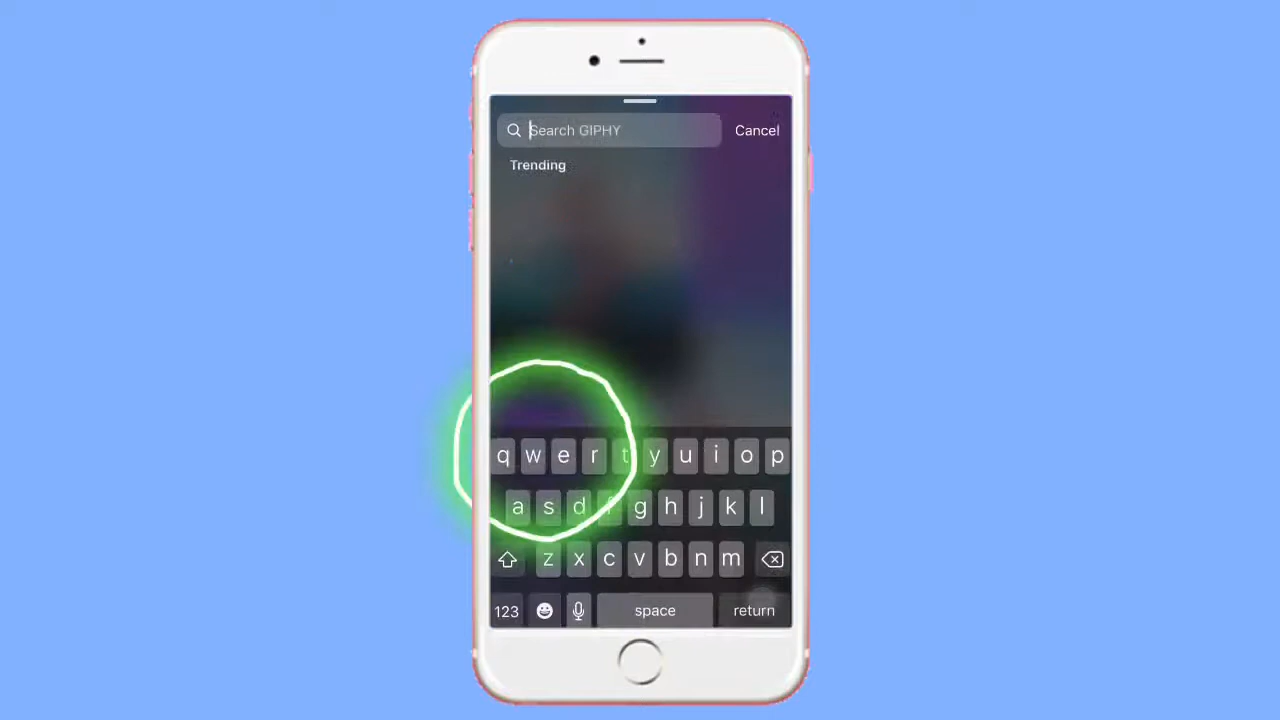 Search GIPHY Cancel
Trending
q w e r t y u i o p
a s d f g h j k l
z x c v b n m
123 space return